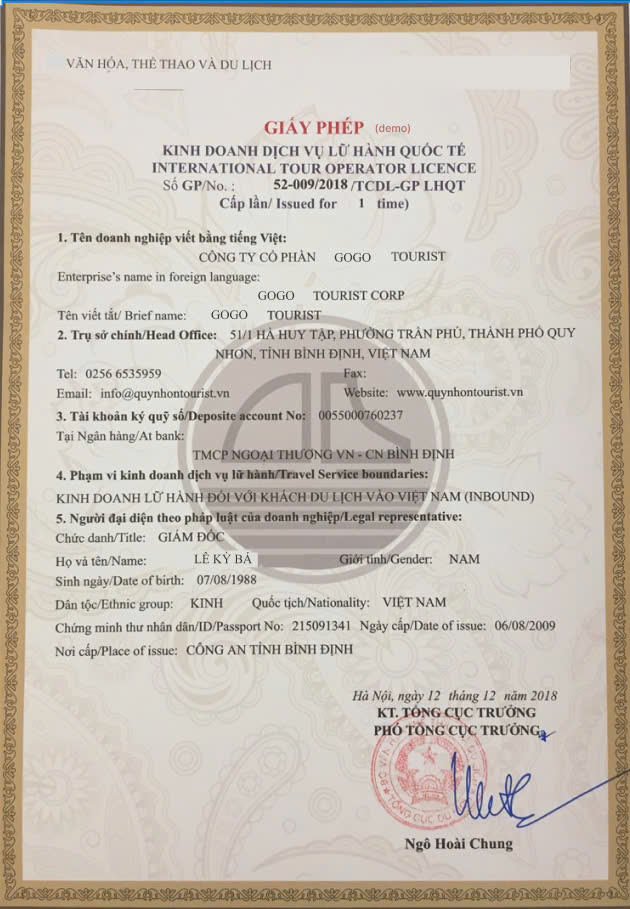 VĂN HÓA, THỂ THAO VÀ DU LỊCH
GIẤY PHÉP (demo)
KINH DOANH DỊCH VỤ LỮ HÀNH QUỐC TẾ
INTERNATIONAL TOUR OPERATOR LICENCE
Số GP/No. : 52-009/2018 /TCDL-GP LHQT
Cấp lần/ Issued for 1 time)
1. Tên doanh nghiệp viết bằng tiếng Việt:
CÔNG TY CỔ PHẦN GOGO TOURIST
Enterprise's name in foreign language:
GOGO TOURIST CORP
Tên viết tắt/ Brief name: GOGO TOURIST
2. Trụ sở chính/Head Office: 51/1 HÀ HUY TẬP, PHƯỜNG TRẦN PHÚ, THÀNH PHỐ QUY
NHƠN, TỈNH BÌNH ĐỊNH, VIỆT NAM
Tel: 0256 6535959 Fax:
Email: info@quynhontourist.vn Website: www.quynhontourist.vn
3. Tài khoản ký quỹ số/Deposite account No: 0055000760237
Tại Ngân hàng/At bank:
TMCP NGOẠI THƯƠNG VN - CN BÌNH ĐỊNH
4. Phạm vi kinh doanh dịch vụ lữ hành/Travel Service boundaries:
KINH DOANH LỮ HÀNH ĐỐI VỚI KHÁCH DU LỊCH VÀO VIỆT NAM (INBOUND)
5. Người đại diện theo pháp luật của doanh nghiệp/Legal representative:
Chức danh/Title: GIÁM ĐỐC
Họ và tên/Name: LÊ KỶ BÁ Giới tính/Gender: NAM
Sinh ngày/Date of birth: 07/08/1988
Dân tộc/Ethnic group: KINH Quốc tịch/Nationality: VIỆT NAM
Chứng minh thư nhân dân/ID/Passport No: 215091341 Ngày cấp/Date of issue: 06/08/2009
Nơi cấp/Place of issue: CÔNG AN TỈNH BÌNH ĐỊNH
Hà Nội, ngày 12 tháng 12 năm 2018
KT. TỔNG CỤC TRƯỞNG
PHÓ TỔNG CỤC TRƯỞNG
TỔNG CỤC DU
Ngô Hoài Chung